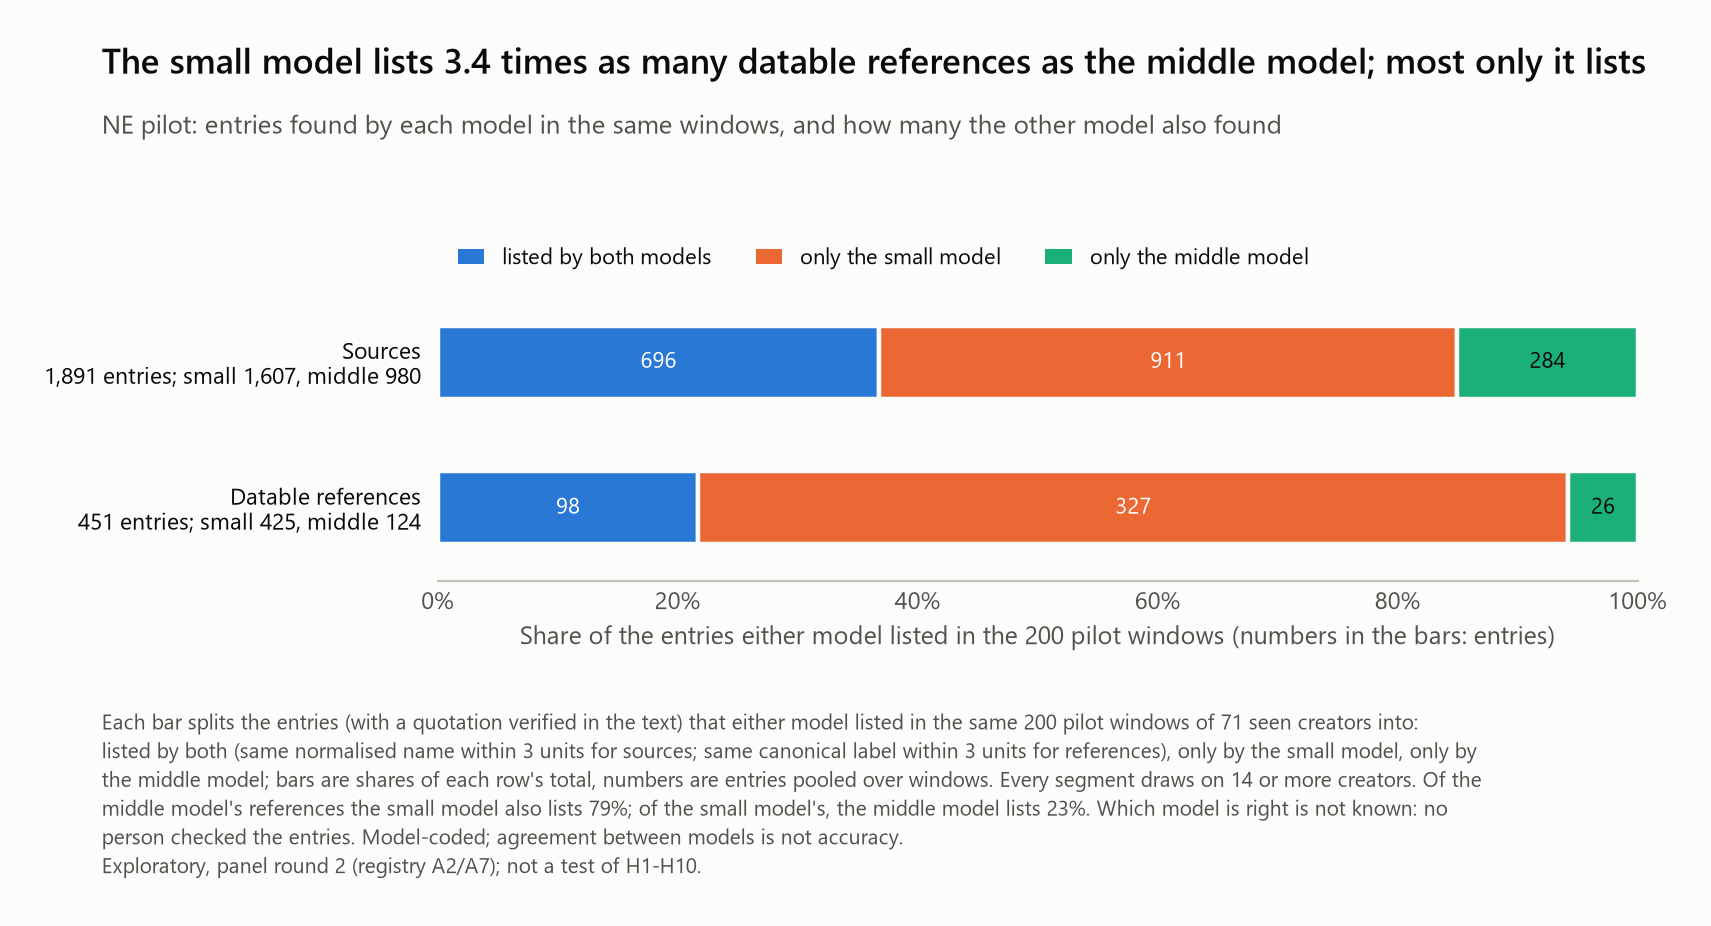 The small model lists 3.4 times as many datable references as the middle model; most only it lists
NE pilot: entries found by each model in the same windows, and how many the other model also found
listed by both models
only the small model
only the middle model
Sources
1,891 entries; small 1,607, middle 980
696
911
284
Datable references
451 entries; small 425, middle 124
98
327
26
0%
20%
40%
60%
80%
100%
Share of the entries either model listed in the 200 pilot windows (numbers in the bars: entries)
Each bar splits the entries (with a quotation verified in the text) that either model listed in the same 200 pilot windows of 71 seen creators into:
listed by both (same normalised name within 3 units for sources; same canonical label within 3 units for references), only by the small model, only by
the middle model; bars are shares of each row's total, numbers are entries pooled over windows. Every segment draws on 14 or more creators. Of the
middle model's references the small model also lists 79%; of the small model's, the middle model lists 23%. Which model is right is not known: no
person checked the entries. Model-coded; agreement between models is not accuracy.
Exploratory, panel round 2 (registry A2/A7); not a test of H1-H10.